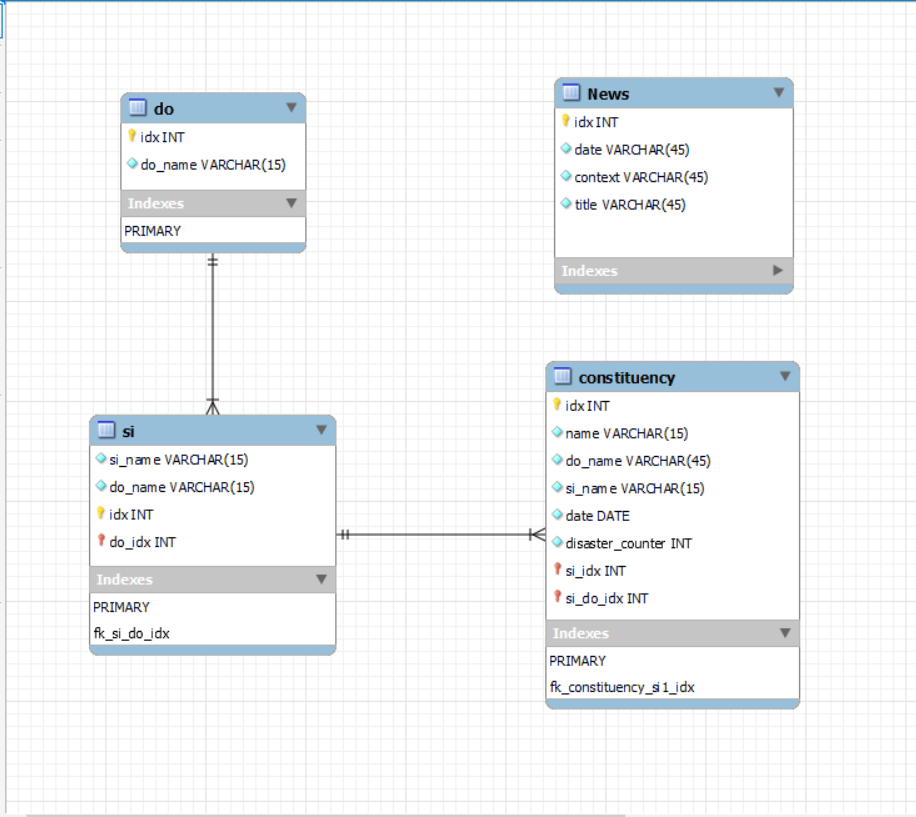 do
idx INT
do_name VARCHAR(15)
Indexes
PRIMARY
News
idx INT
date VARCHAR(45)
context VARCHAR(45)
title VARCHAR(45)
Indexes
si
si_name VARCHAR(15)
do_name VARCHAR(15)
idx INT
do_idx INT
Indexes
PRIMARY
fk_si_do_idx
constituency
idx INT
name VARCHAR(15)
do_name VARCHAR(45)
si_name VARCHAR(15)
date DATE
disaster_counter INT
si_idx INT
si_do_idx INT
Indexes
PRIMARY
fk_constituency_si1_idx